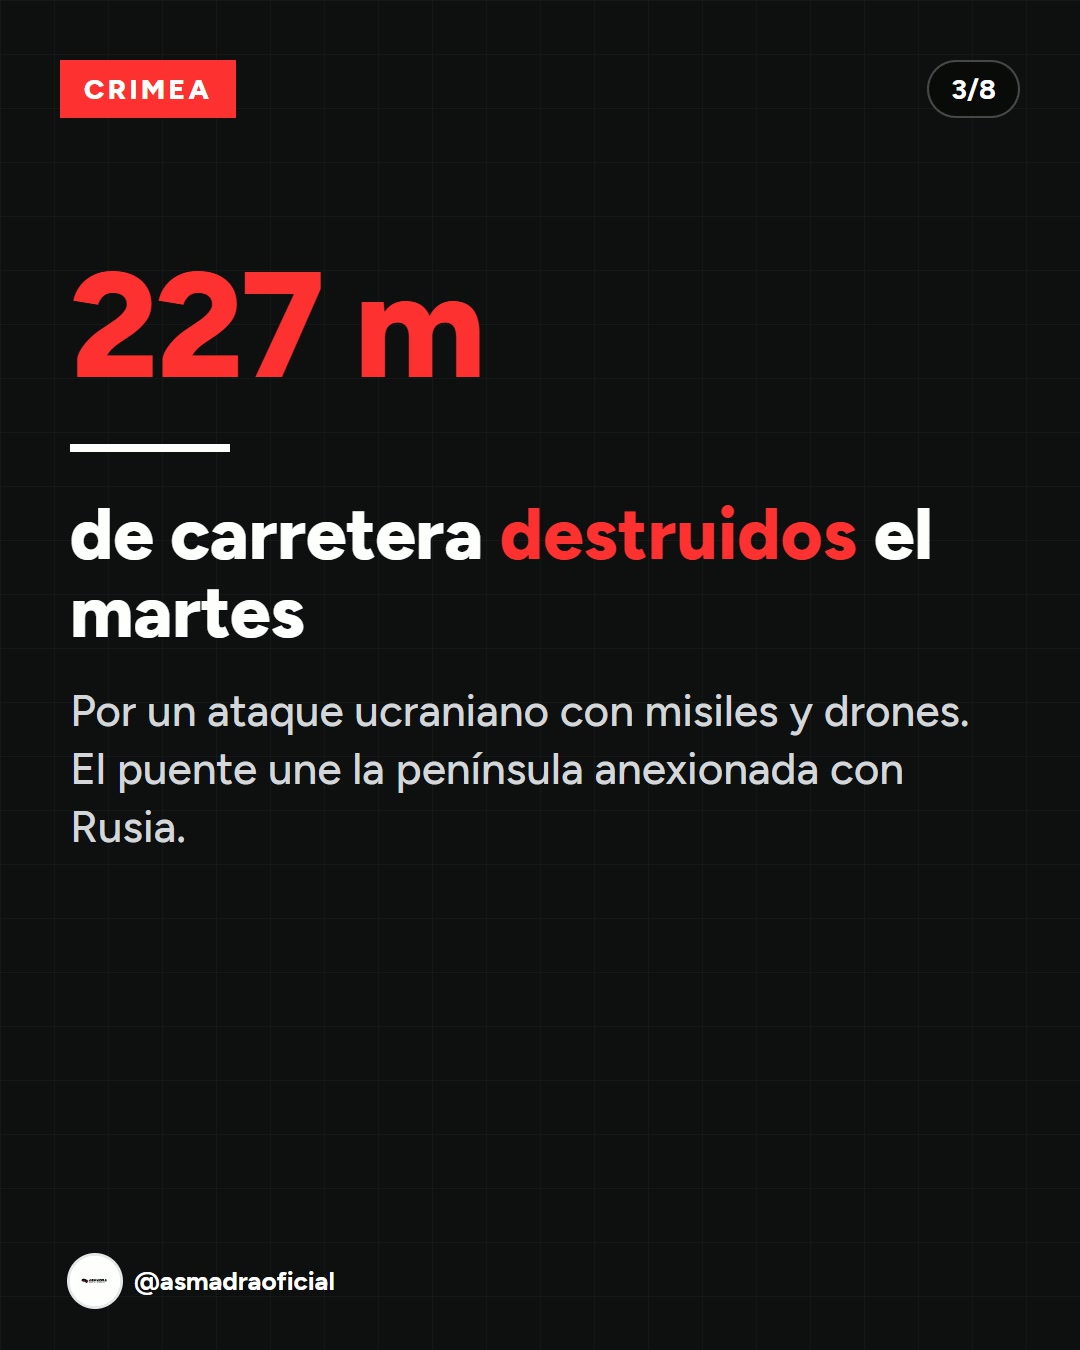 CRIMEA
3/8
227 m
de carretera destruidos el
martes
Por un ataque ucraniano con misiles y drones.
El puente une la península anexionada con
Rusia.
@asmadraoficial